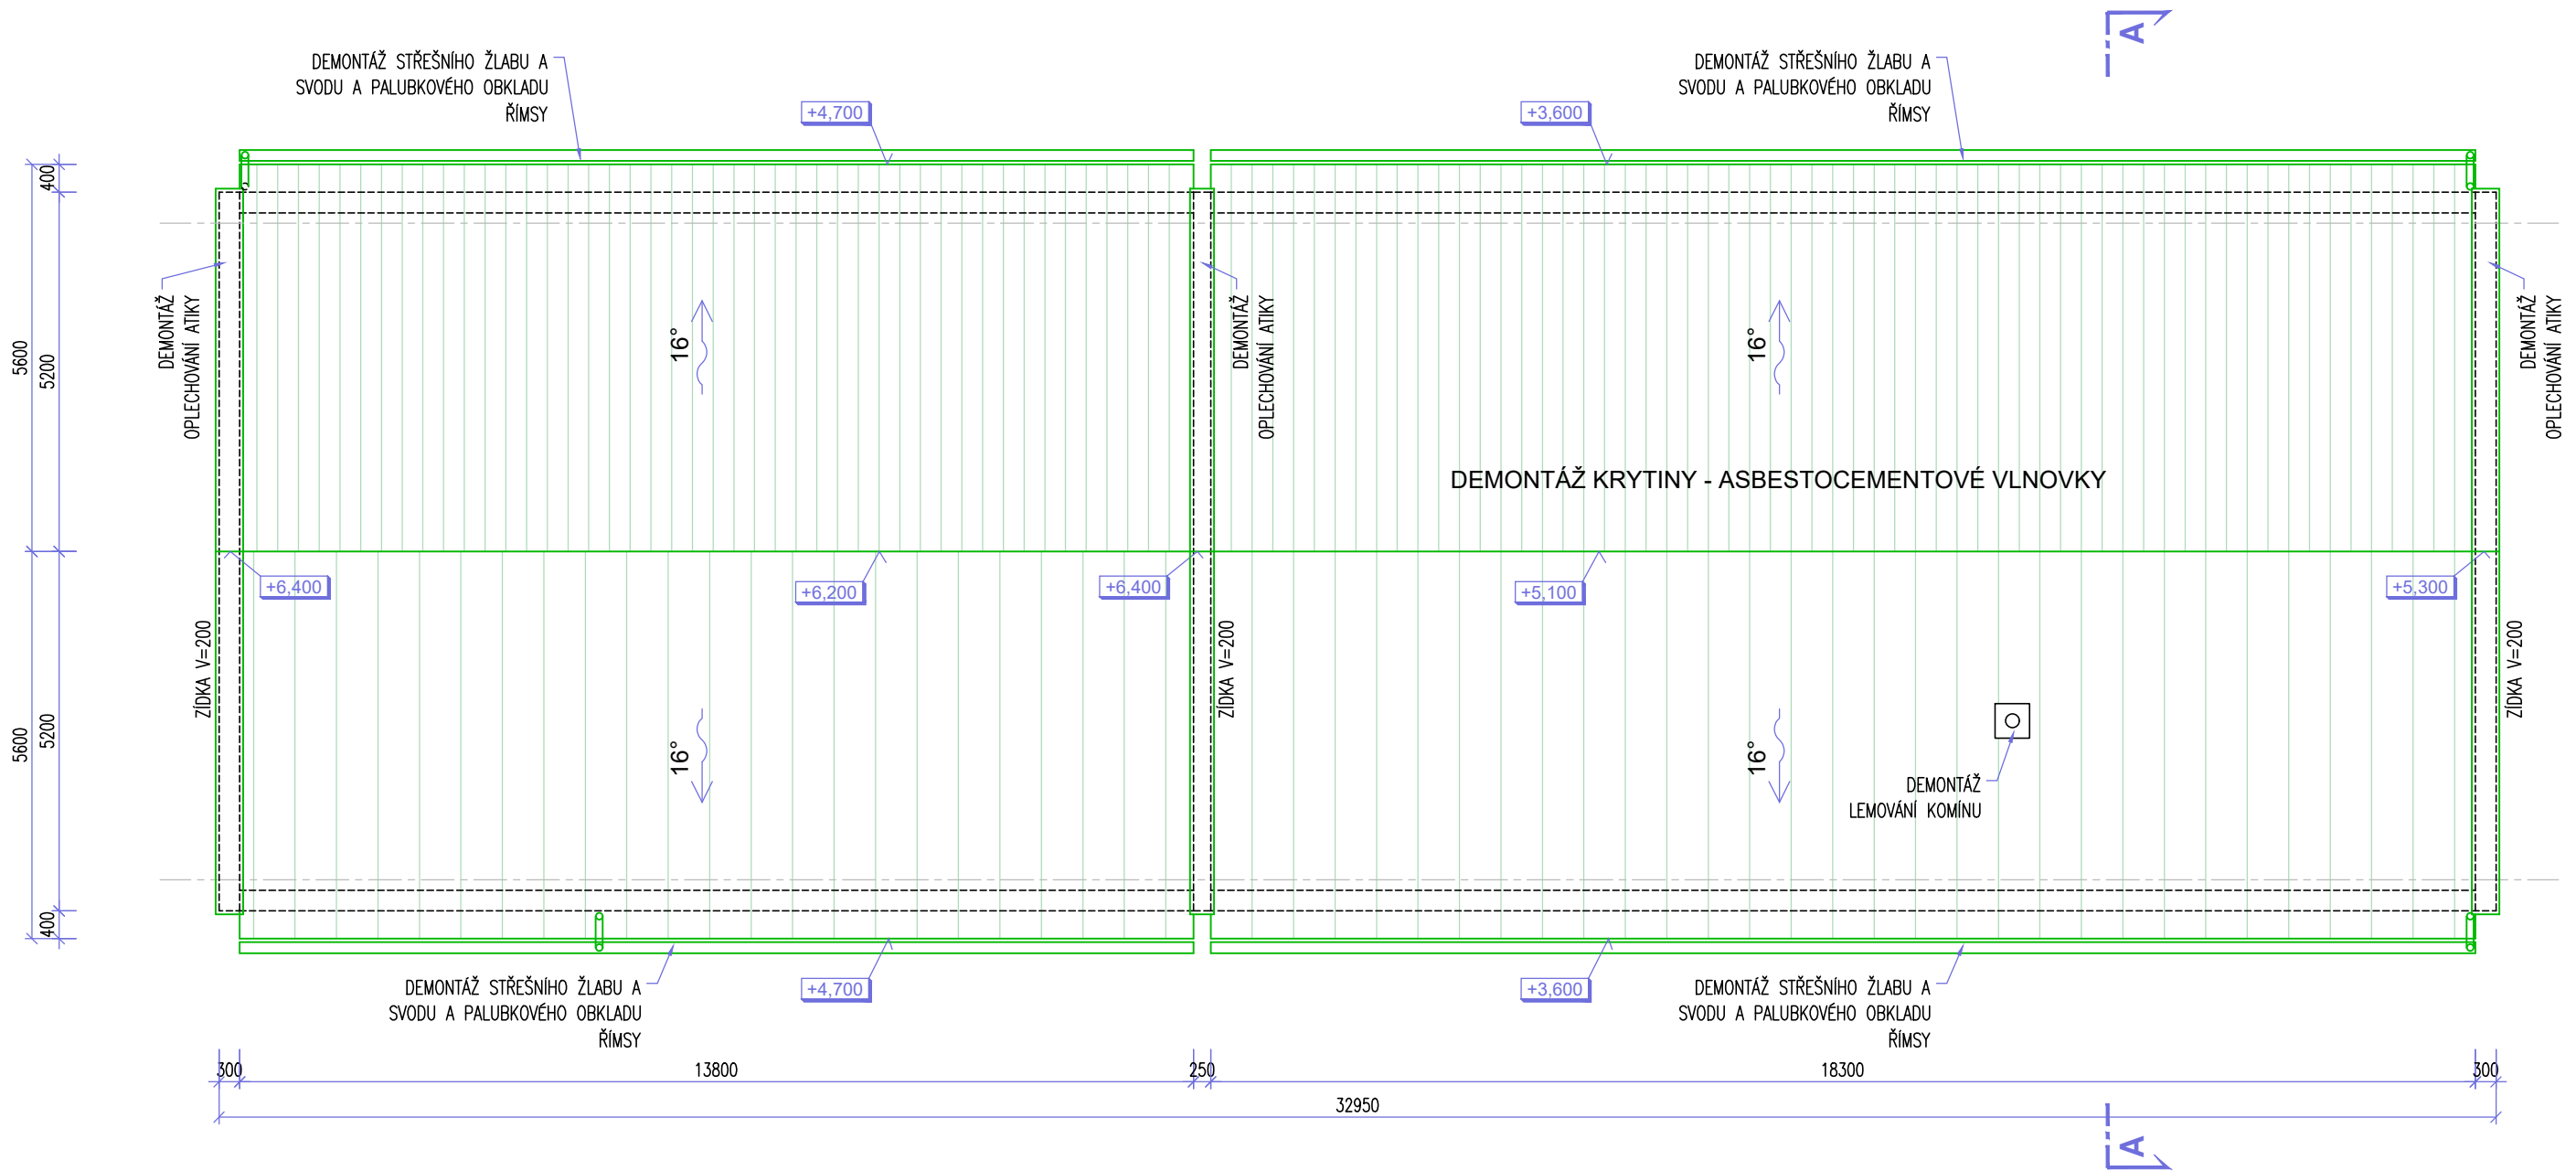 A
DEMONTÁŽ STŘEŠNÍHO ŽLABU A
SVODU A PALUBKOVÉHO OBKLADU
ŘÍMSY
+4,700
+3,600
DEMONTÁŽ STŘEŠNÍHO ŽLABU A
SVODU A PALUBKOVÉHO OBKLADU
ŘÍMSY
400
5600
5200
DEMONTÁŽ
OPLECHOVÁNÍ ATIKY
16°
DEMONTÁŽ
OPLECHOVÁNÍ ATIKY
16°
DEMONTÁŽ
OPLECHOVÁNÍ ATIKY
DEMONTÁŽ KRYTINY - ASBESTOCEMENTOVÉ VLNOVKY
+6,400
+6,200
+6,400
+5,100
+5,300
ZÍDKA V=200
ZÍDKA V=200
ZÍDKA V=200
5600
5200
16°
16°
DEMONTÁŽ
LEMOVÁNÍ KOMÍNU
400
DEMONTÁŽ STŘEŠNÍHO ŽLABU A
SVODU A PALUBKOVÉHO OBKLADU
ŘÍMSY
+4,700
+3,600
DEMONTÁŽ STŘEŠNÍHO ŽLABU A
SVODU A PALUBKOVÉHO OBKLADU
ŘÍMSY
300
13800
250
18300
300
32950
A